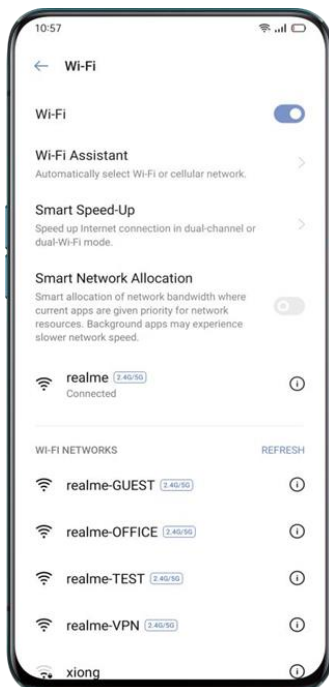 10:57
Wi-Fi
Wi-Fi
Wi-Fi Assistant
Automatically select Wi-Fi or cellular network.
Smart Speed-Up
Speed up Internet connection in dual-channel or
dual-Wi-Fi mode.
Smart Network Allocation
Smart allocation of network bandwidth where
current apps are given priority for network
resources. Background apps may experience
slower network speed.
realme 2.4G/5G
Connected
WI-FI NETWORKS REFRESH
realme-GUEST 2.4G/5G
realme-OFFICE 2.4G/5G
realme-TEST 2.4G/5G
realme-VPN 2.4G/5G
xiong